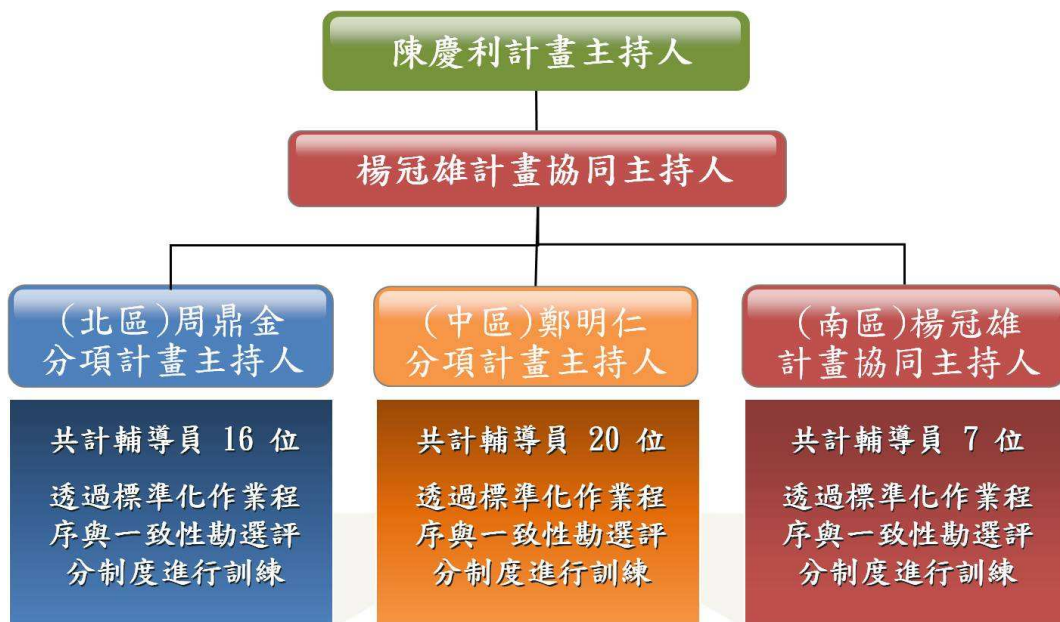 陳慶利計畫主持人
楊冠雄計畫協同主持人
(北區)周鼎金
分項計畫主持人
(中區)鄭明仁
分項計畫主持人
(南區)楊冠雄
計畫協同主持人
共計輔導員 16 位
透過標準化作業程
序與一致性勘選評
分制度進行訓練
共計輔導員 20 位
透過標準化作業程
序與一致性勘選評
分制度進行訓練
共計輔導員 7 位
透過標準化作業程
序與一致性勘選評
分制度進行訓練